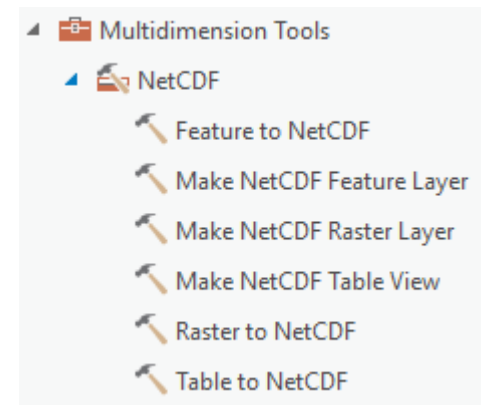 Multidimension Tools
NetCDF
Feature to NetCDF
Make NetCDF Feature Layer
Make NetCDF Raster Layer
Make NetCDF Table View
Raster to NetCDF
Table to NetCDF